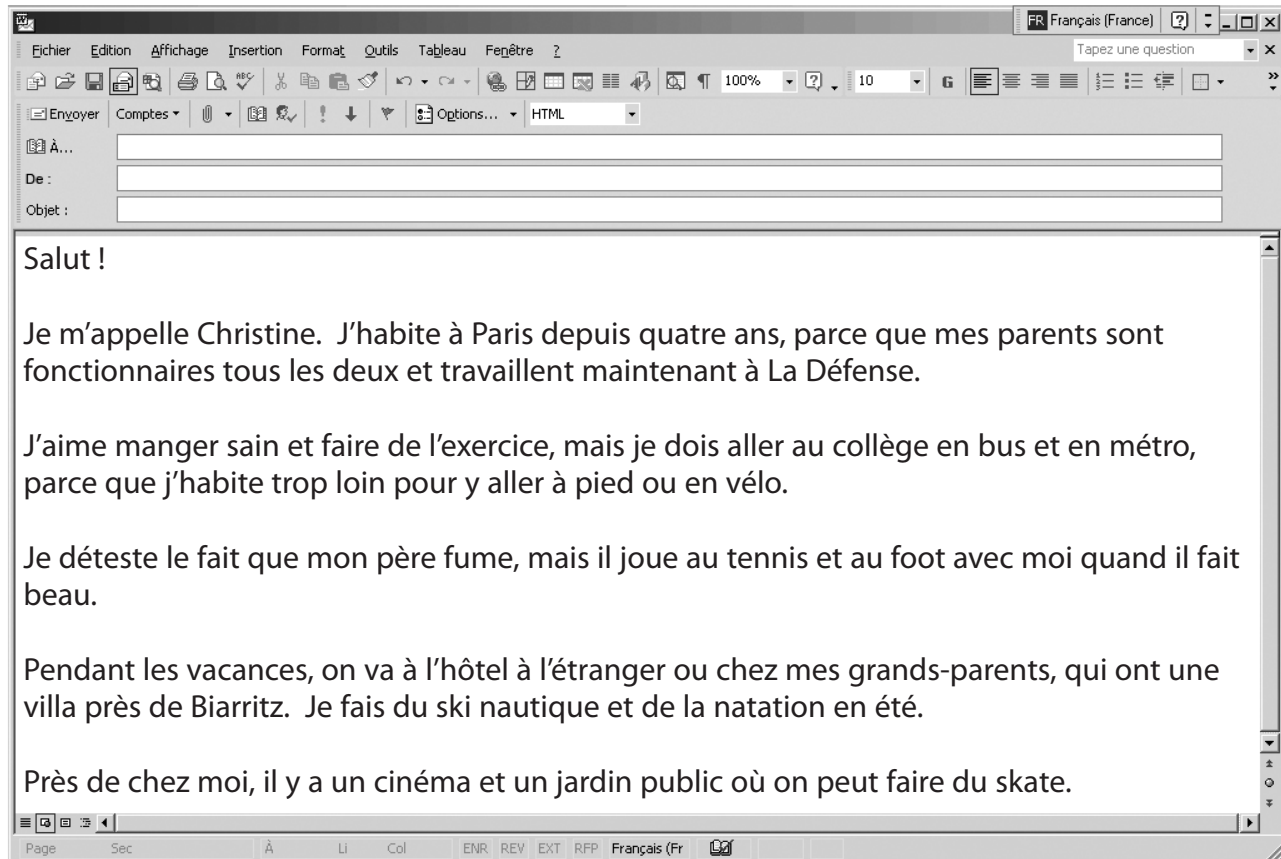 FR Français (France)
Fichier Edition Affichage Insertion Format Outils Tableau Fenêtre ? Tapez une question
100% 10 G
Envoyer Comptes Options... HTML
À...
De :
Objet :
Salut !
Je m’appelle Christine. J’habite à Paris depuis quatre ans, parce que mes parents sont
fonctionnaires tous les deux et travaillent maintenant à La Défense.
J’aime manger sain et faire de l’exercice, mais je dois aller au collège en bus et en métro,
parce que j’habite trop loin pour y aller à pied ou en vélo.
Je déteste le fait que mon père fume, mais il joue au tennis et au foot avec moi quand il fait
beau.
Pendant les vacances, on va à l’hôtel à l’étranger ou chez mes grands-parents, qui ont une
villa près de Biarritz. Je fais du ski nautique et de la natation en été.
Près de chez moi, il y a un cinéma et un jardin public où on peut faire du skate.
Page Sec À Li Col ENR REV EXT RFP Français (Fr